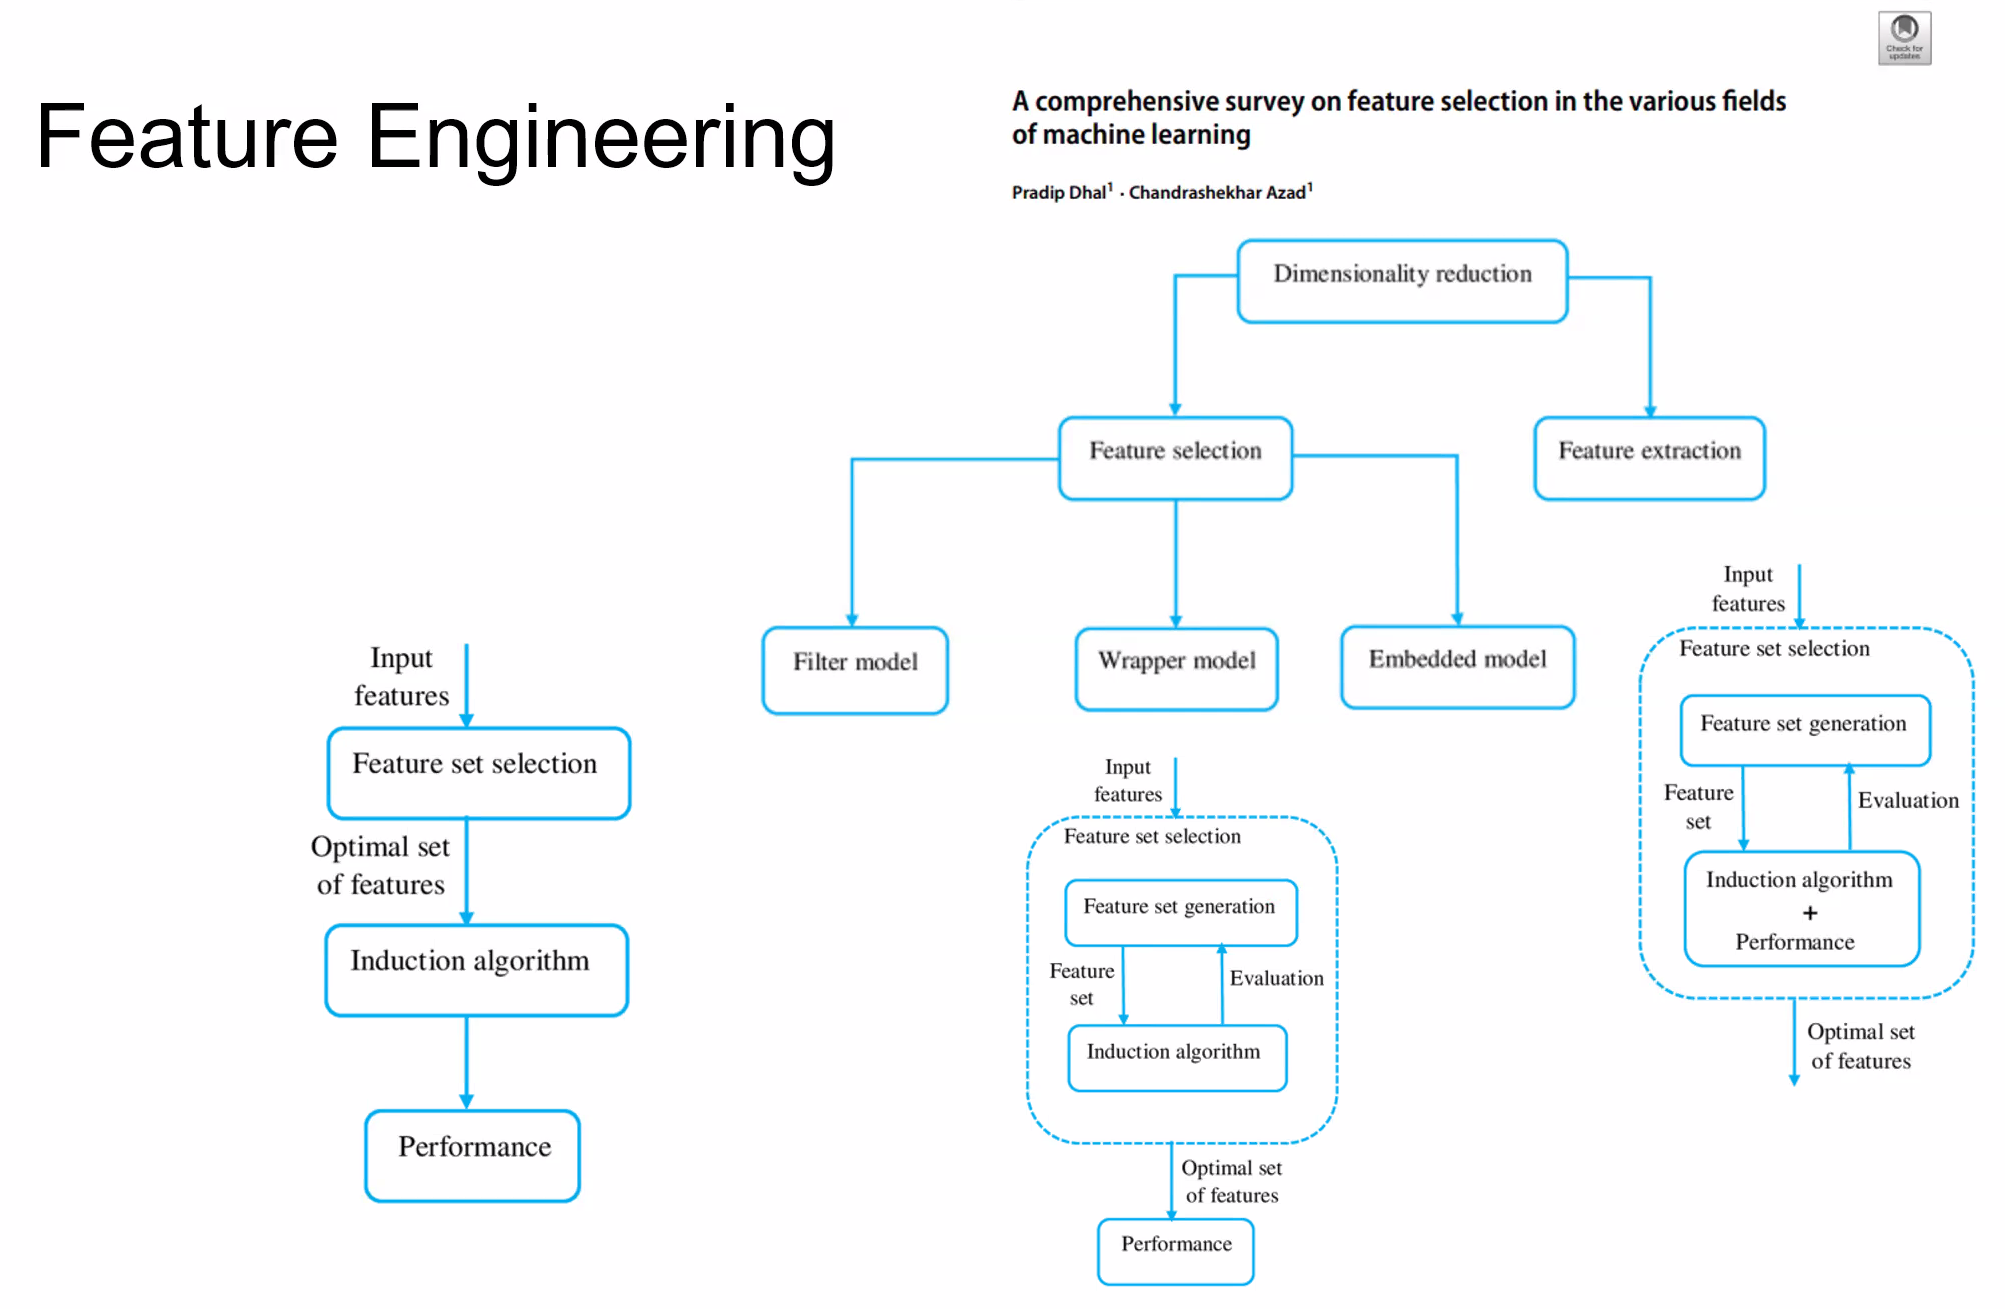 Check for
updates
Feature Engineering
A comprehensive survey on feature selection in the various fields
of machine learning
Pradip Dhal1 · Chandrashekhar Azad1
Dimensionality reduction
Feature selection
Feature extraction
Filter model
Wrapper model
Embedded model
Input
features
Feature set selection
Optimal set
of features
Induction algorithm
Performance
Input
features
Feature set selection
Feature set generation
Feature
set
Evaluation
Induction algorithm
Optimal set
of features
Performance
Input
features
Feature set selection
Feature set generation
Feature
set
Evaluation
Induction algorithm
+
Performance
Optimal set
of features